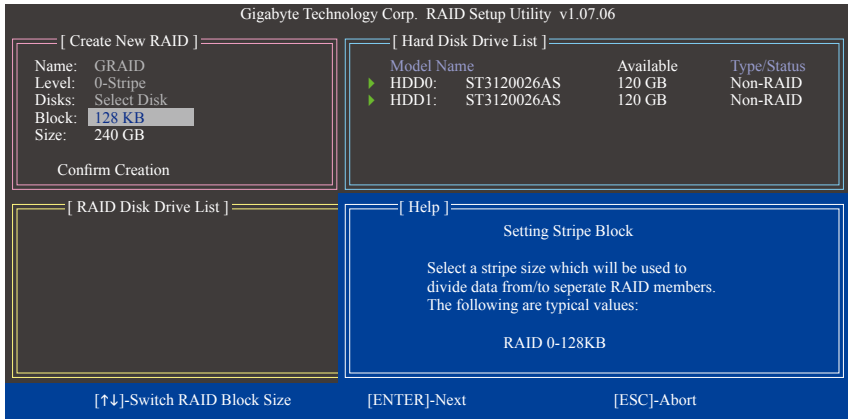 Gigabyte Technology Corp. RAID Setup Utility v1.07.06
[ Create New RAID ]
Name: GRAID
Level: 0-Stripe
Disks: Select Disk
Block: 128 KB
Size: 240 GB
Confirm Creation
[ Hard Disk Drive List ]
Model Name Available Type/Status
HDD0: ST3120026AS 120 GB Non-RAID
HDD1: ST3120026AS 120 GB Non-RAID
[ RAID Disk Drive List ]
[ Help ]
Setting Stripe Block
Select a stripe size which will be used to
divide data from/to seperate RAID members.
The following are typical values:
RAID 0-128KB
[↑↓]-Switch RAID Block Size [ENTER]-Next [ESC]-Abort